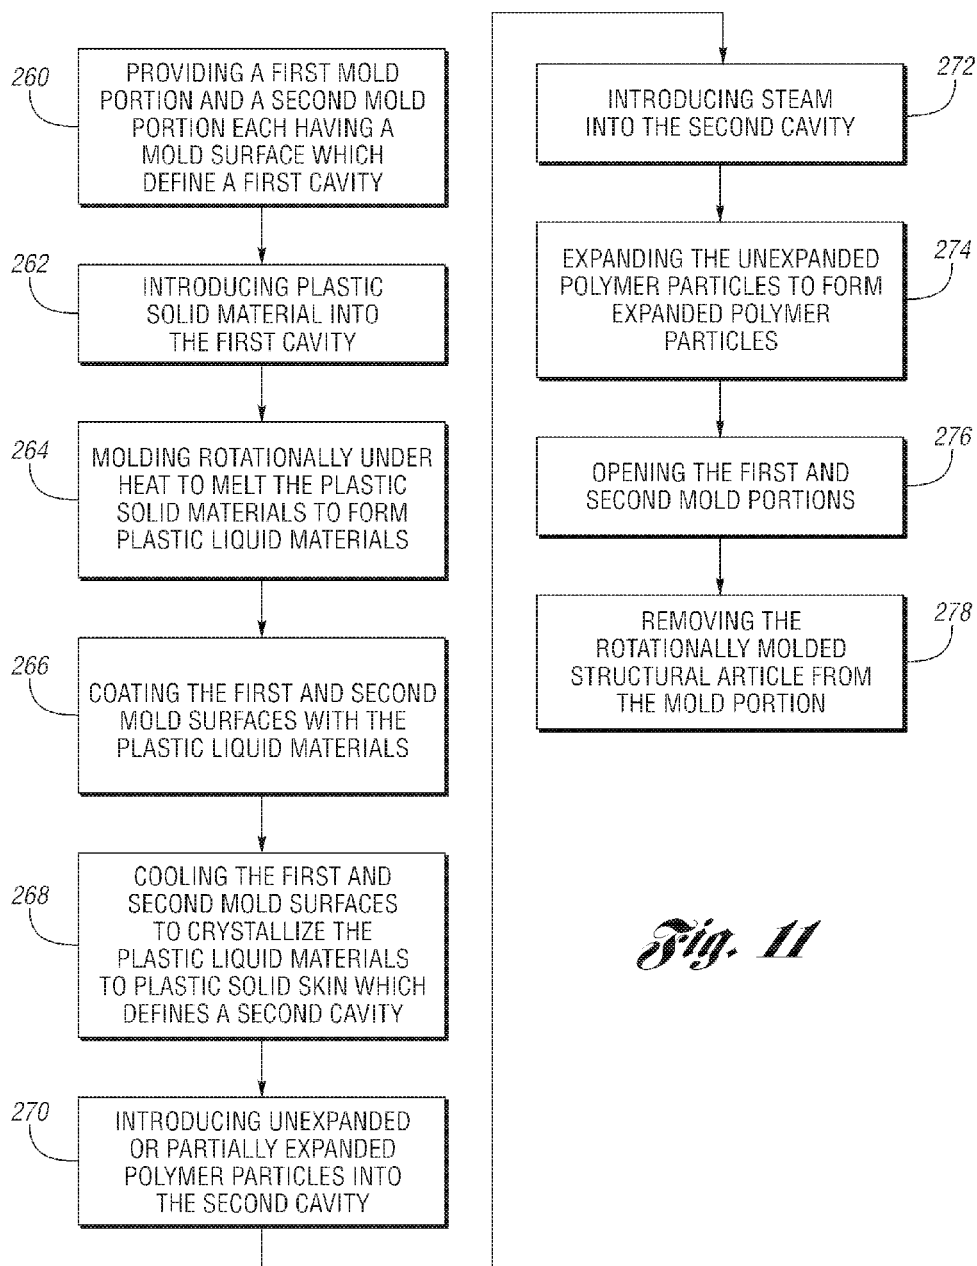 260
PROVIDING A FIRST MOLD
PORTION AND A SECOND MOLD
PORTION EACH HAVING A
MOLD SURFACE WHICH
DEFINE A FIRST CAVITY
262
INTRODUCING PLASTIC
SOLID MATERIAL INTO
THE FIRST CAVITY
264
MOLDING ROTATIONALLY UNDER
HEAT TO MELT THE PLASTIC
SOLID MATERIALS TO FORM
PLASTIC LIQUID MATERIALS
266
COATING THE FIRST AND SECOND
MOLD SURFACES WITH THE
PLASTIC LIQUID MATERIALS
268
COOLING THE FIRST AND
SECOND MOLD SURFACES
TO CRYSTALLIZE THE
PLASTIC LIQUID MATERIALS
TO PLASTIC SOLID SKIN WHICH
DEFINES A SECOND CAVITY
270
INTRODUCING UNEXPANDED
OR PARTIALLY EXPANDED
POLYMER PARTICLES INTO
THE SECOND CAVITY
272
INTRODUCING STEAM
INTO THE SECOND CAVITY
274
EXPANDING THE UNEXPANDED
POLYMER PARTICLES TO FORM
EXPANDED POLYMER
PARTICLES
276
OPENING THE FIRST AND
SECOND MOLD PORTIONS
278
REMOVING THE
ROTATIONALLY MOLDED
STRUCTURAL ARTICLE FROM
THE MOLD PORTION
Fig. 11